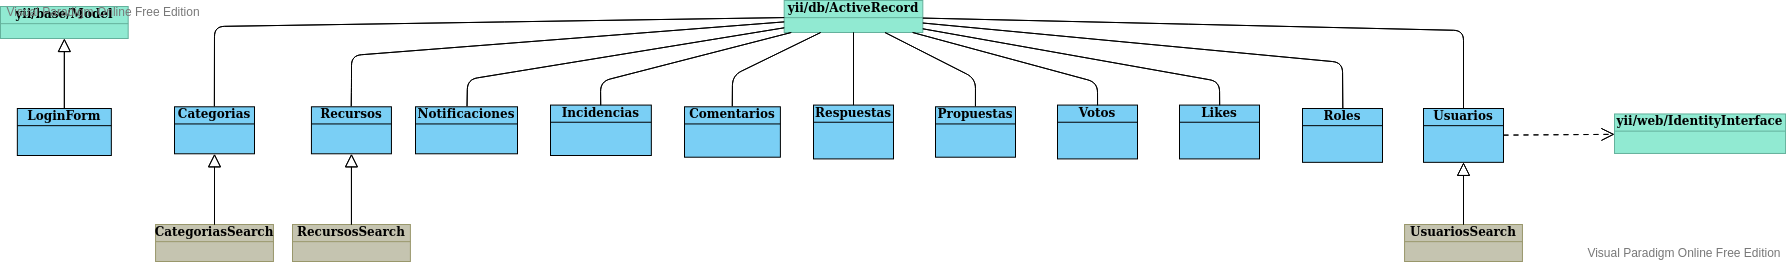 yii/db/ActiveRecord
Visual Paradigm Online Free Edition
yii/base/Model
LoginForm
Categorias
Recursos
Notificaciones
Incidencias
Comentarios
Respuestas
Propuestas
Votos
Likes
Roles
Usuarios
yii/web/IdentityInterface
CategoriasSearch
RecursosSearch
UsuariosSearch
Visual Paradigm Online Free Edition